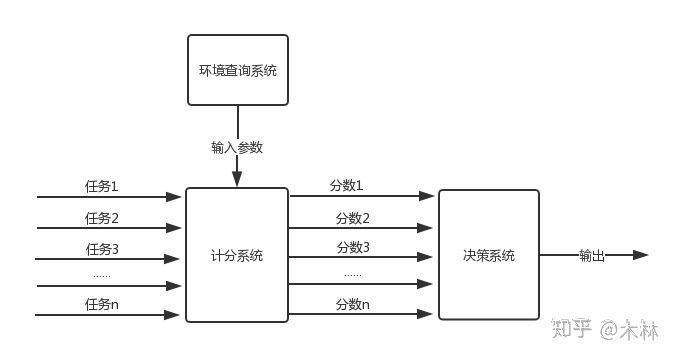 环境查询系统
输入参数
任务1
任务2
任务3
……
任务n
计分系统
分数1
分数2
分数3
……
分数n
决策系统
输出
知乎 @木林